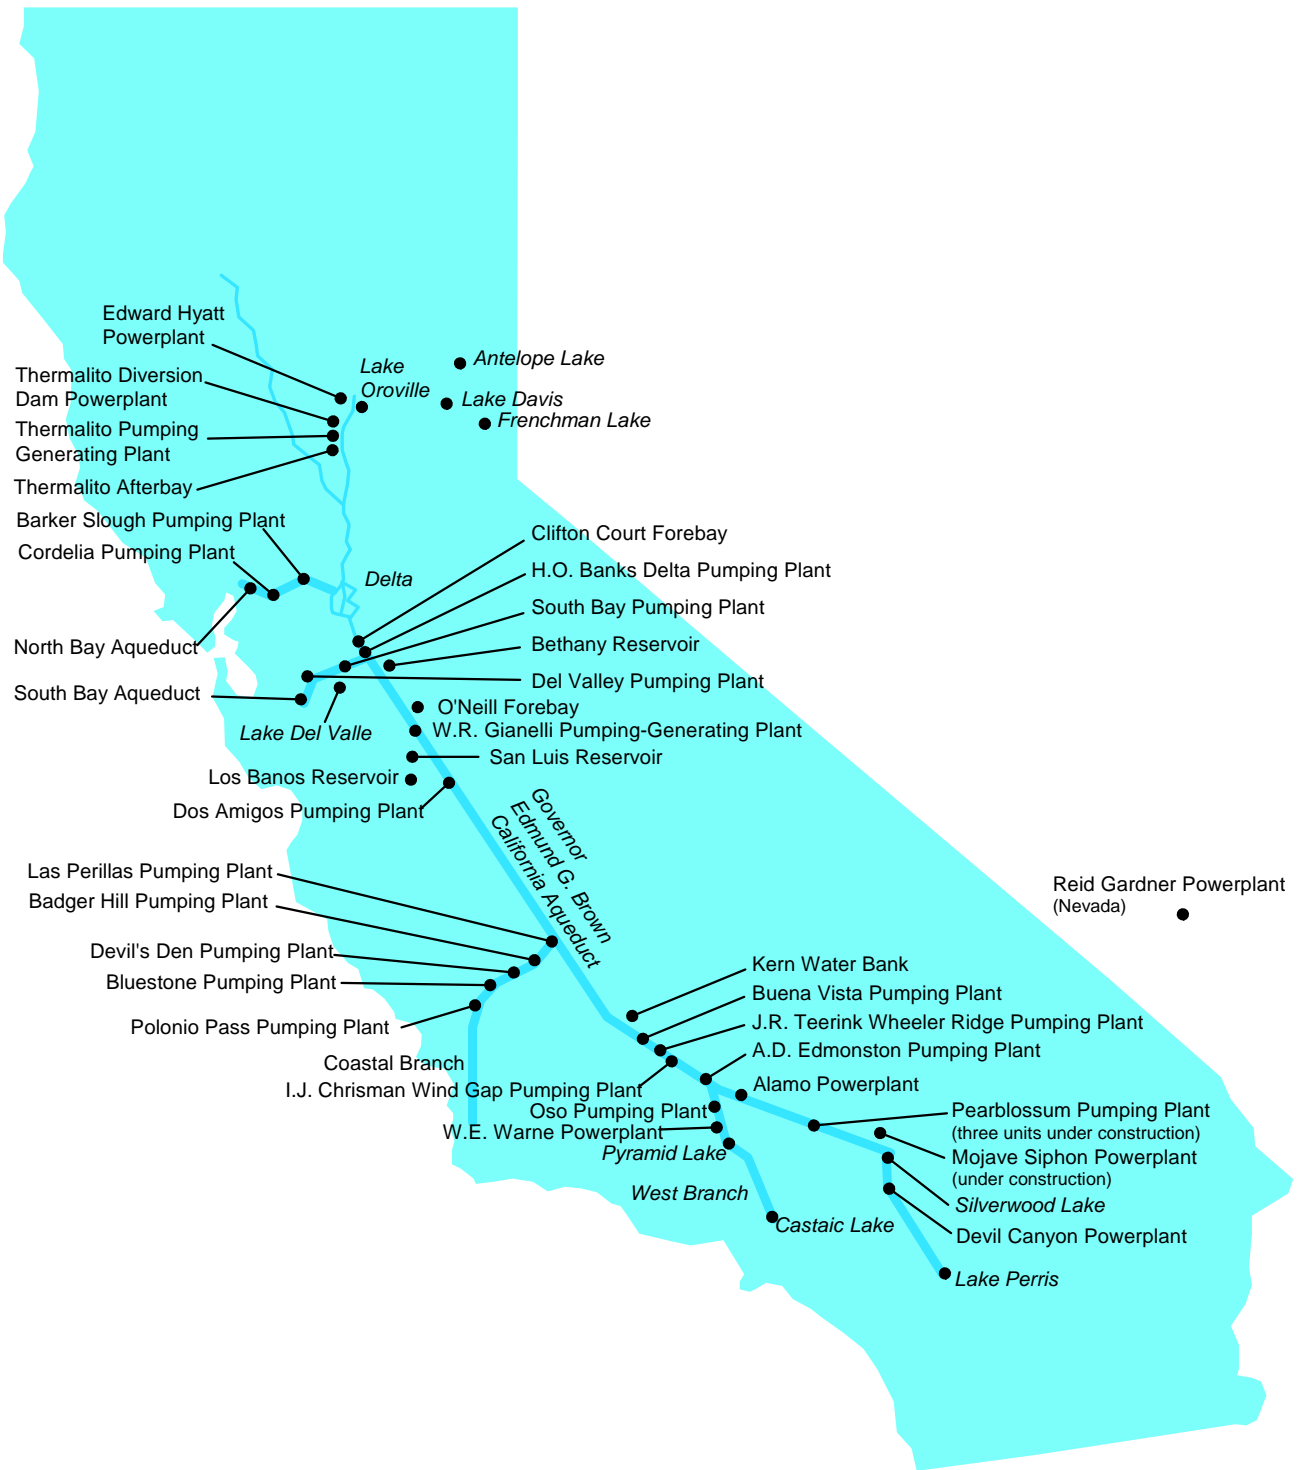 Edward Hyatt
Powerplant
Lake
Oroville
Antelope Lake
Thermalito Diversion
Dam Powerplant
Lake Davis
Frenchman Lake
Thermalito Pumping
Generating Plant
Thermalito Afterbay
Barker Slough Pumping Plant
Cordelia Pumping Plant
Clifton Court Forebay
Delta
H.O. Banks Delta Pumping Plant
South Bay Pumping Plant
North Bay Aqueduct
Bethany Reservoir
South Bay Aqueduct
Del Valley Pumping Plant
Lake Del Valle
O'Neill Forebay
W.R. Gianelli Pumping-Generating Plant
San Luis Reservoir
Los Banos Reservoir
Dos Amigos Pumping Plant
Governor
Edmund G. Brown
California Aqueduct
Las Perillas Pumping Plant
Badger Hill Pumping Plant
Reid Gardner Powerplant
(Nevada)
Devil's Den Pumping Plant
Bluestone Pumping Plant
Polonio Pass Pumping Plant
Kern Water Bank
Buena Vista Pumping Plant
J.R. Teerink Wheeler Ridge Pumping Plant
A.D. Edmonston Pumping Plant
Coastal Branch
I.J. Chrisman Wind Gap Pumping Plant
Alamo Powerplant
Oso Pumping Plant
W.E. Warne Powerplant
Pyramid Lake
Pearblossum Pumping Plant
(three units under construction)
Mojave Siphon Powerplant
(under construction)
West Branch
Silverwood Lake
Castaic Lake
Devil Canyon Powerplant
Lake Perris